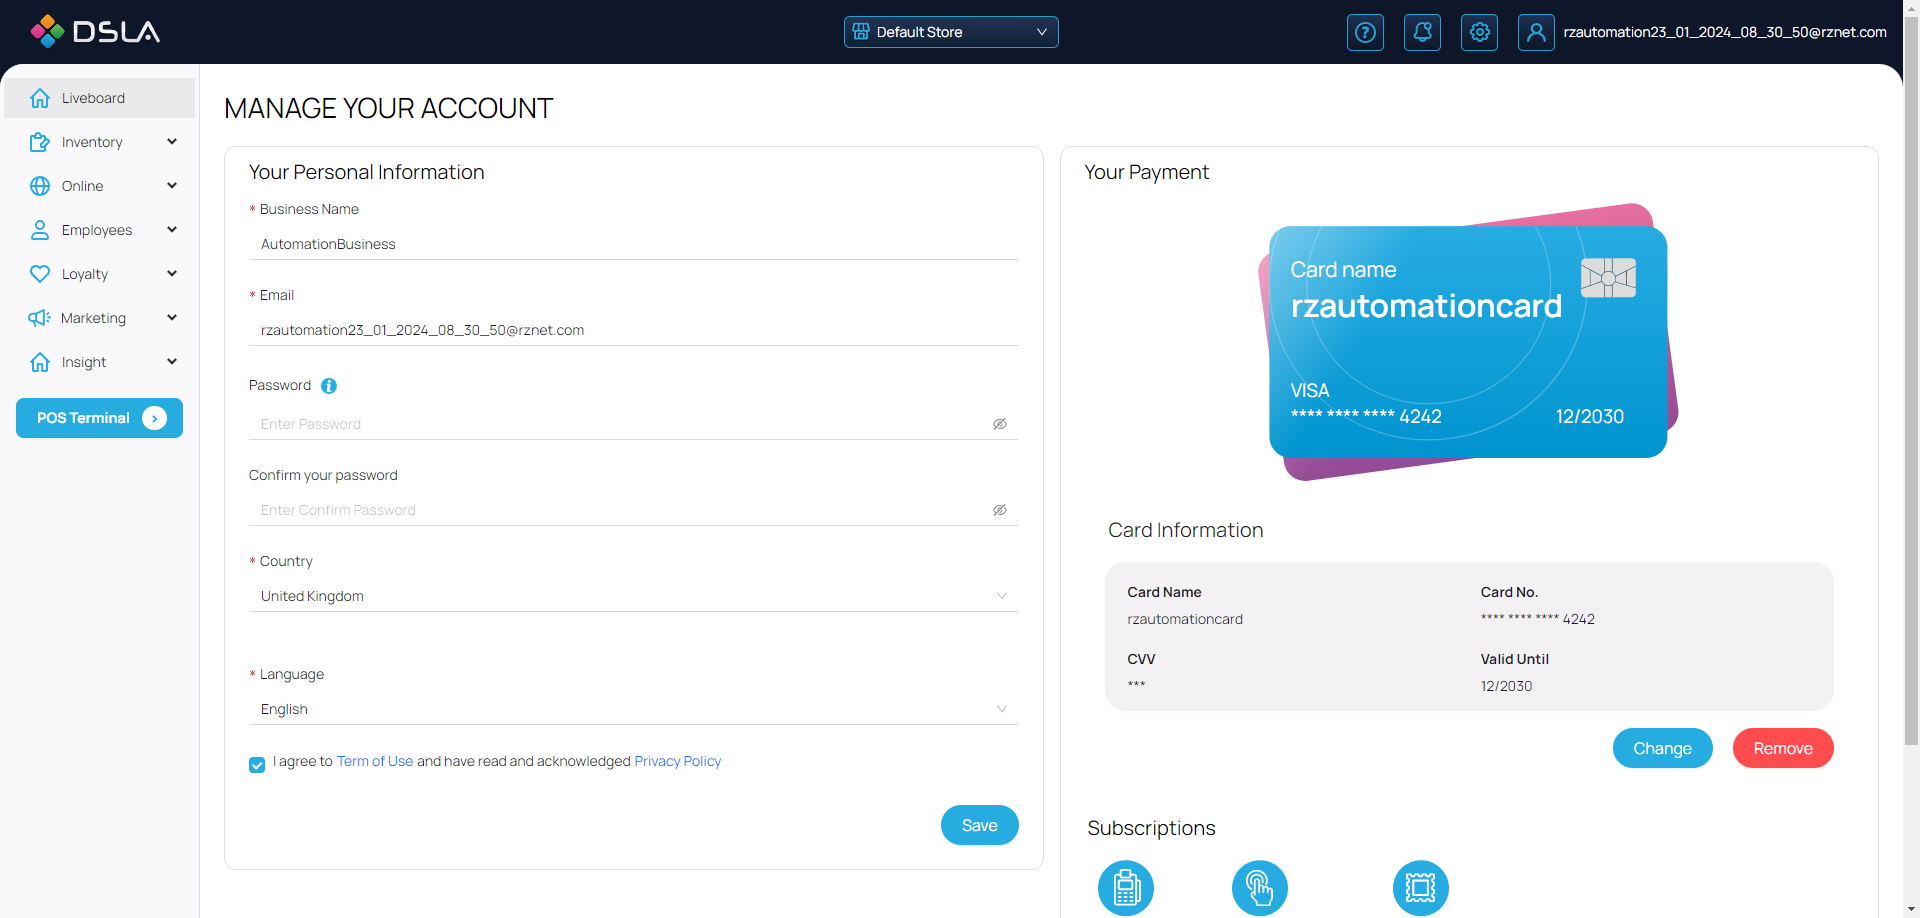 DSLA
Default Store
rzautomation23_01_2024_08_30_50@rznet.com
Liveboard
Inventory
Online
Employees
Loyalty
Marketing
Insight
POS Terminal
MANAGE YOUR ACCOUNT
Your Personal Information
* Business Name
AutomationBusiness
* Email
rzautomation23_01_2024_08_30_50@rznet.com
Password
Enter Password
Confirm your password
Enter Confirm Password
* Country
United Kingdom
* Language
English
I agree to Term of Use and have read and acknowledged Privacy Policy
Save
Your Payment
Card name
rzautomationcard
VISA
**** **** **** 4242 12/2030
Card Information
Card Name Card No.
rzautomationcard **** **** **** 4242
CVV Valid Until
*** 12/2030
Change Remove
Subscriptions